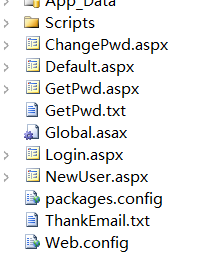 App_Data
Scripts
ChangePwd.aspx
Default.aspx
GetPwd.aspx
GetPwd.txt
Global.asax
Login.aspx
NewUser.aspx
packages.config
ThankEmail.txt
Web.config